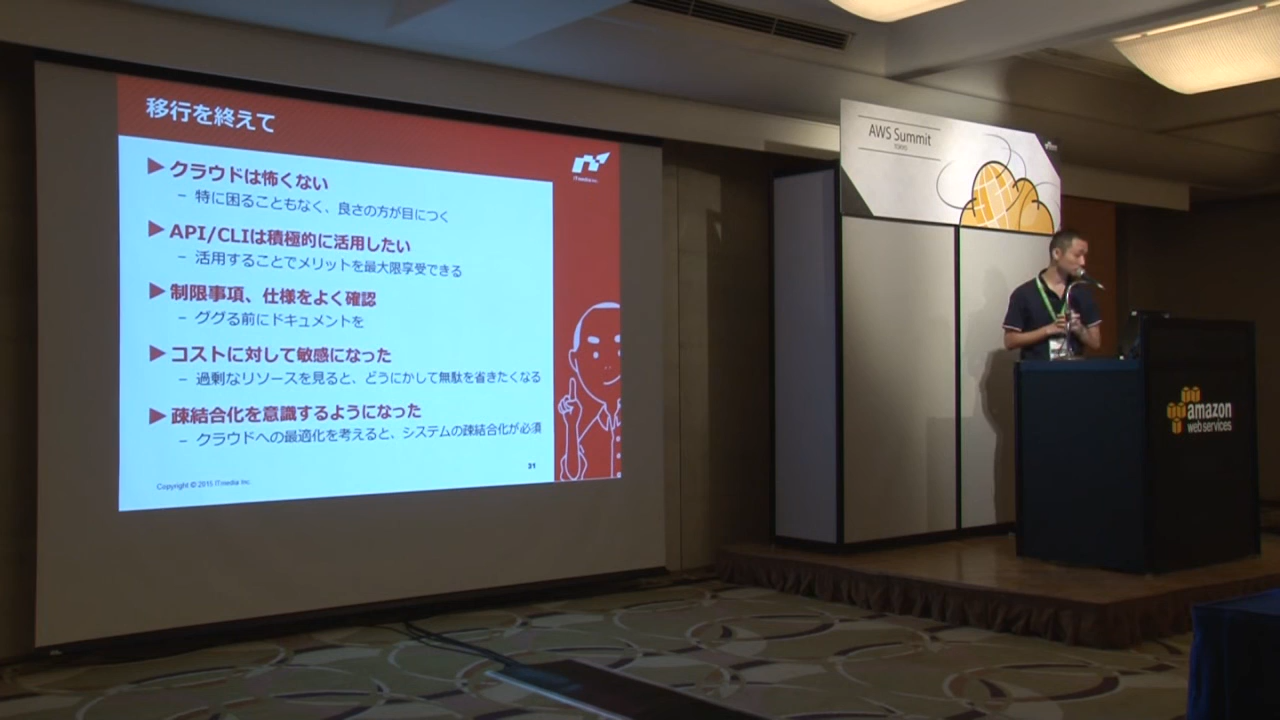 移行を終えて
ITmedia Inc.
▶ クラウドは怖くない
– 特に困ることもなく、良さの方が目につく
▶ API/CLIは積極的に活用したい
– 活用することでメリットを最大限享受できる
▶ 制限事項、仕様をよく確認
– ググる前にドキュメントを
▶ コストに対して敏感になった
– 過剰なリソースを見ると、どうにかして無駄を省きたくなる
▶ 疎結合化を意識するようになった
– クラウドへの最適化を考えると、システムの疎結合化が必須
31
Copyright © 2015 ITmedia Inc.
AWS Summit
TOKYO
amazon
web services